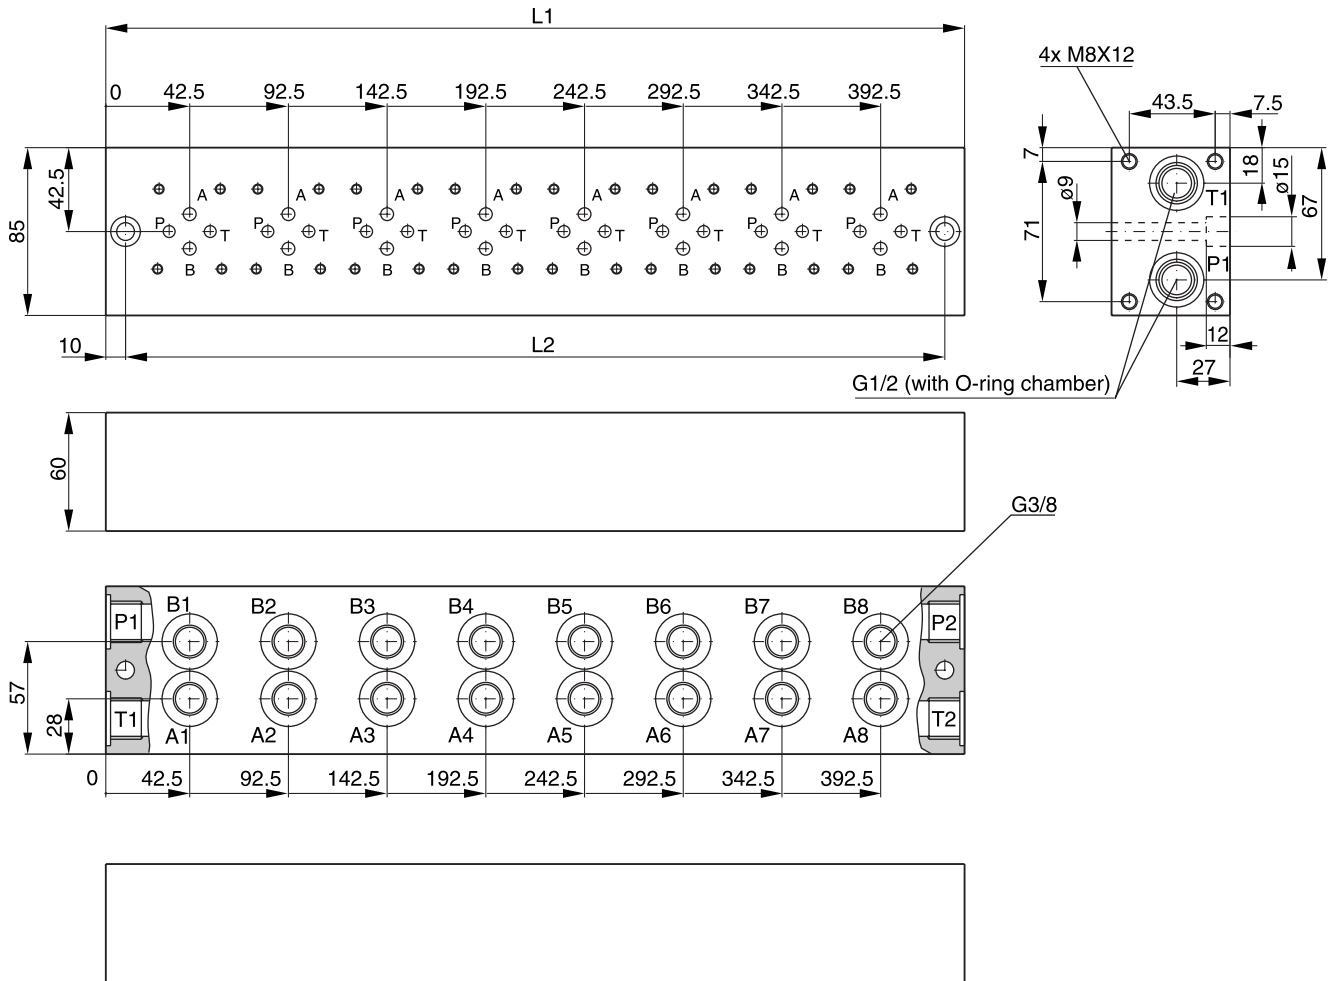 L1
0 42.5 92.5 142.5 192.5 242.5 292.5 342.5 392.5
85
42.5
A A A A A A A A
P T P T P T P T P T P T P T P T
B B B B B B B B
10 L2
4x M8X12
43.5 7.5
7
71
ø9
18
ø15
67
T1
P1
12
27
G1/2 (with O-ring chamber)
60
G3/8
B1 B2 B3 B4 B5 B6 B7 B8
P1 P2
57
28
T1 T2
A1 A2 A3 A4 A5 A6 A7 A8
0 42.5 92.5 142.5 192.5 242.5 292.5 342.5 392.5